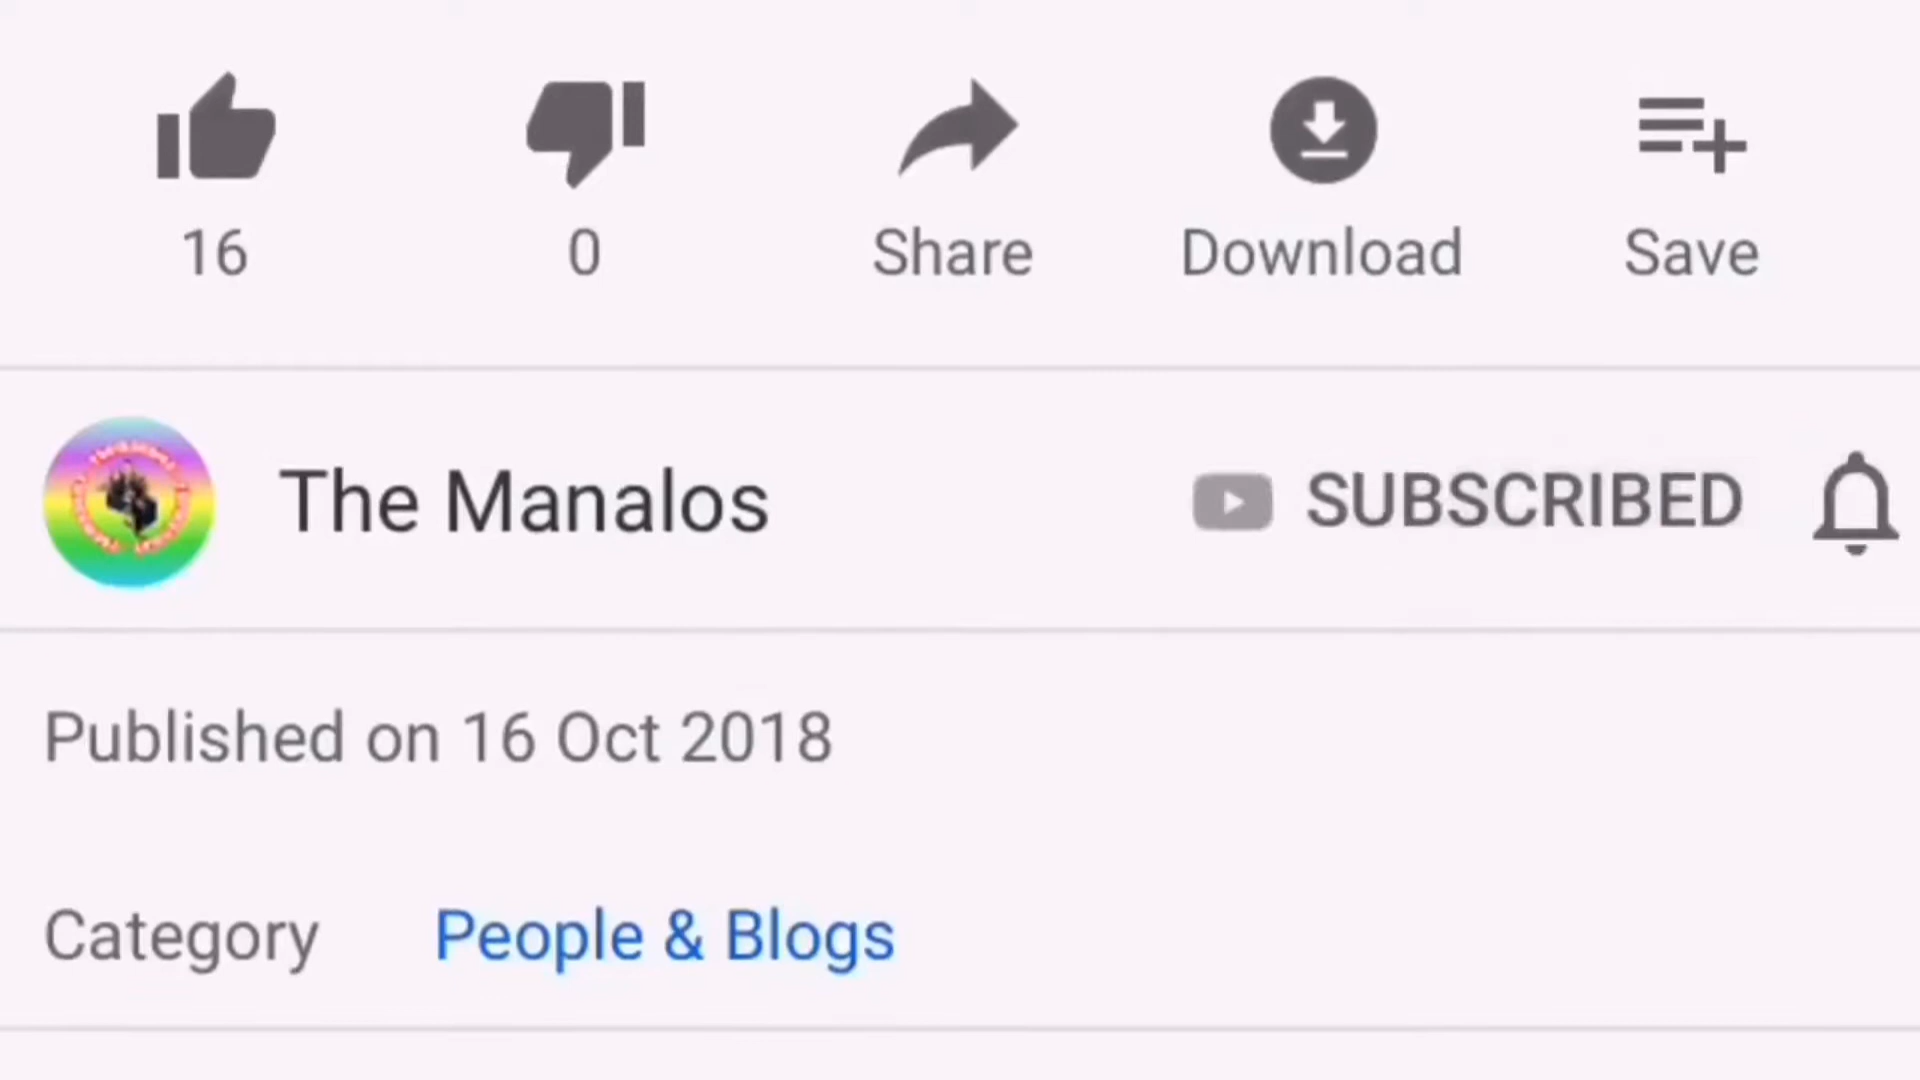 16 0 Share Download Save
The Manalos SUBSCRIBED
Published on 16 Oct 2018
Category People & Blogs